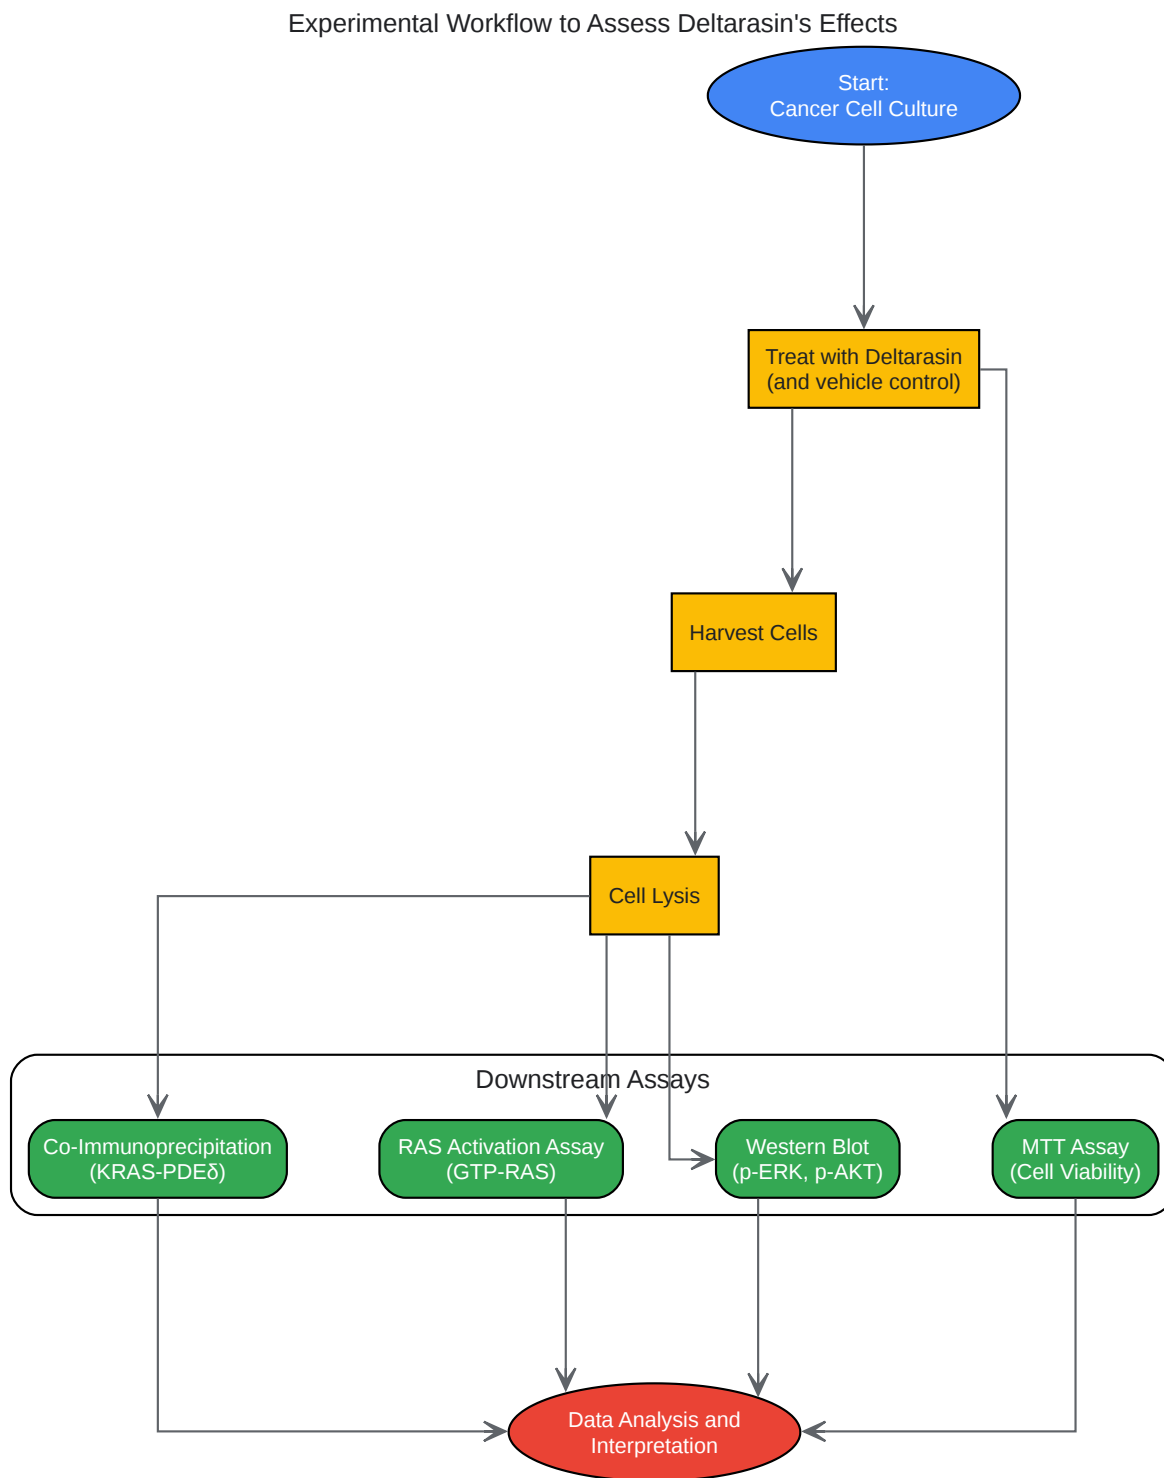 Experimental Workflow to Assess Deltarasin's Effects
Start:
Cancer Cell Culture
Treat with Deltarasin
(and vehicle control)
Harvest Cells
Cell Lysis
Downstream Assays
Co-Immunoprecipitation
(KRAS-PDEδ)
RAS Activation Assay
(GTP-RAS)
Western Blot
(p-ERK, p-AKT)
MTT Assay
(Cell Viability)
Data Analysis and
Interpretation